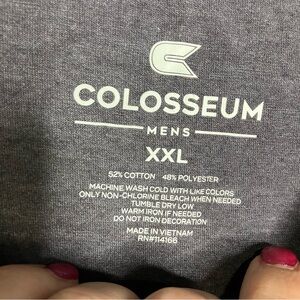 COLOSSEUM
MENS
XXL
52% COTTON 48% POLYESTER
MACHINE WASH COLD WITH LIKE COLORS
ONLY NON-CHLORINE BLEACH WHEN NEEDED
TUMBLE DRY LOW
WARM IRON IF NEEDED
DO NOT IRON DECORATION
MADE IN VIETNAM
RN#114166